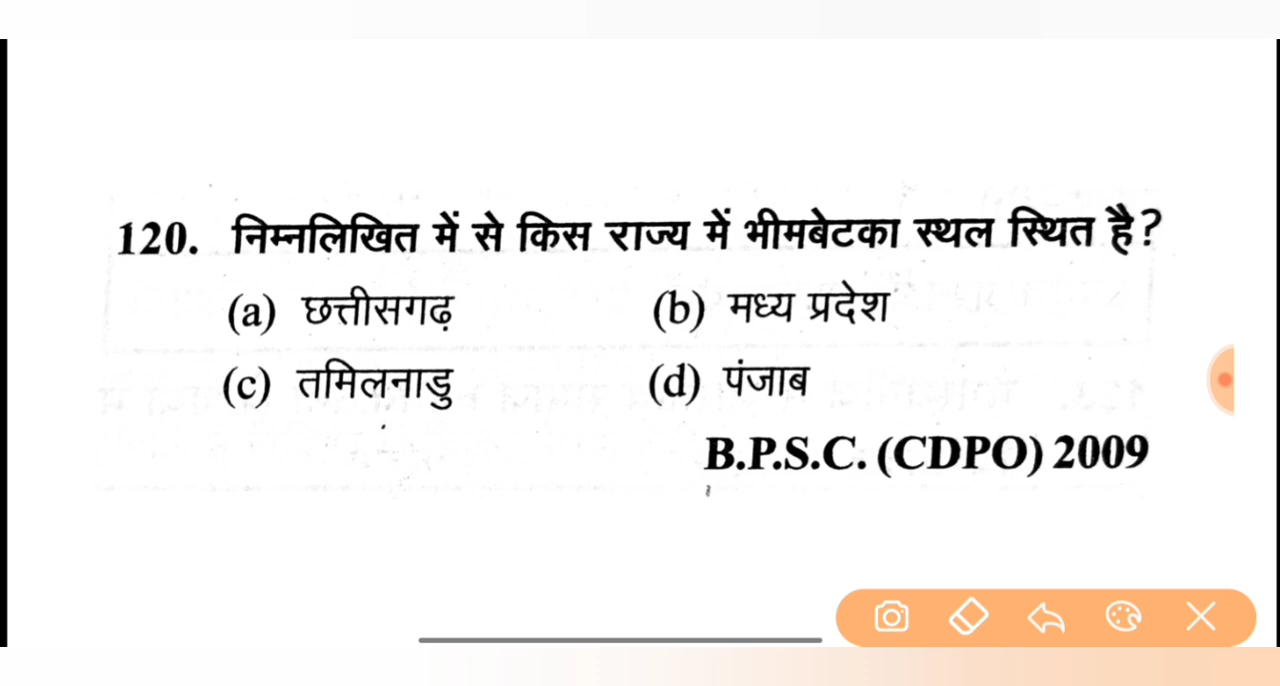 120. निम्नलिखित में से किस राज्य में भीमबेटका स्थल स्थित है?
(a) छत्तीसगढ़ (b) मध्य प्रदेश
(c) तमिलनाडु (d) पंजाब
B.P.S.C. (CDPO) 2009